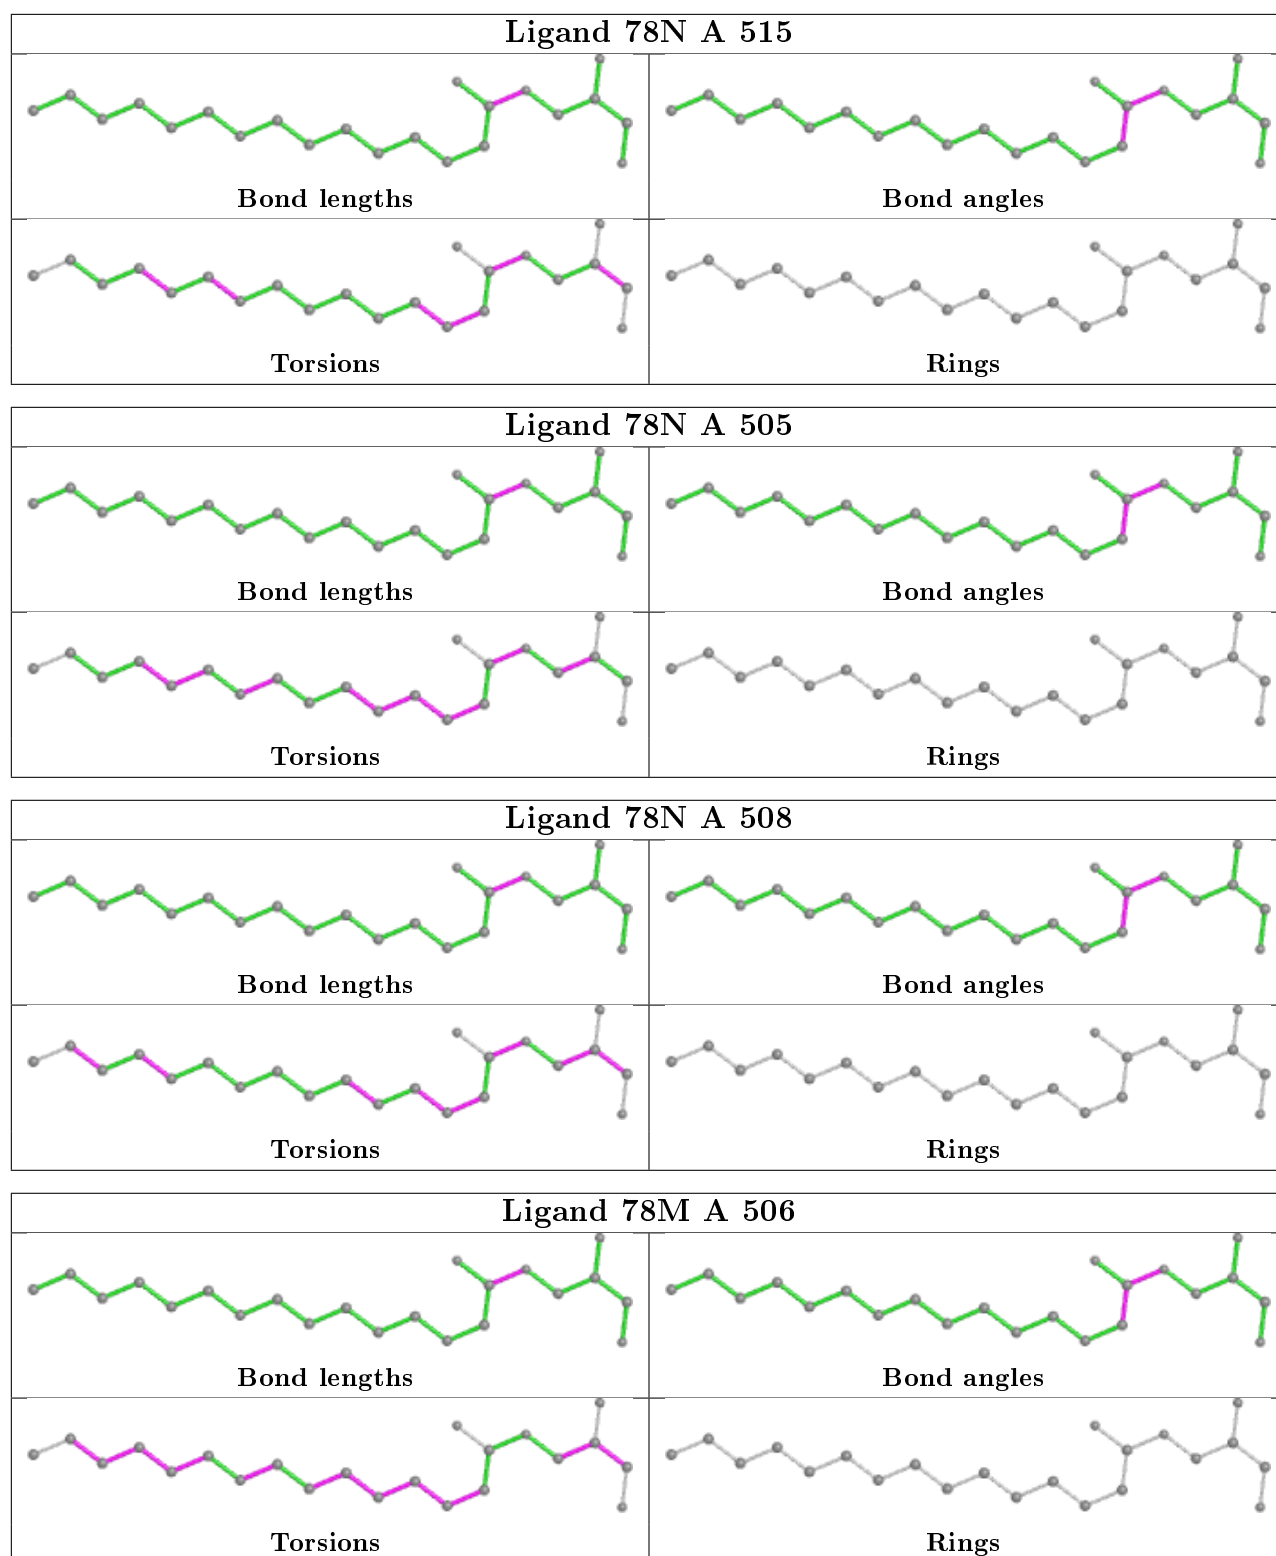 Ligand 78N A 515
Bond lengths
Bond angles
Torsions
Rings
Ligand 78N A 505
Bond lengths
Bond angles
Torsions
Rings
Ligand 78N A 508
Bond lengths
Bond angles
Torsions
Rings
Ligand 78M A 506
Bond lengths
Bond angles
Torsions
Rings